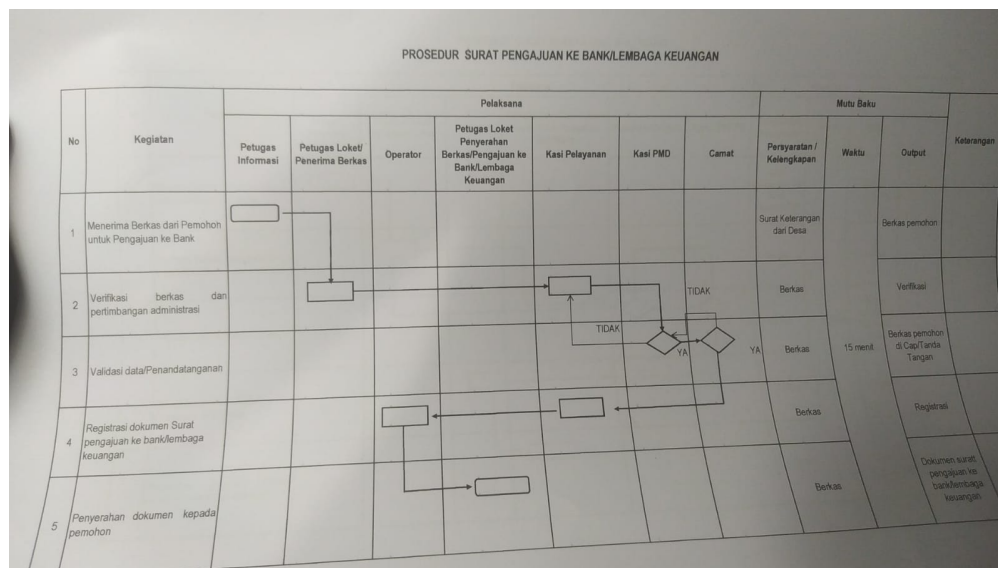 PROSEDUR SURAT PENGAJUAN KE BANK/LEMBAGA KEUANGAN
No
Kegiatan
Pelaksana
Mutu Baku
Keterangan
Petugas
Informasi
Petugas Loket/
Penerima Berkas
Operator
Petugas Loket
Penyerahan
Berkas/Pengajuan ke
Bank/Lembaga
Keuangan
Kasi Pelayanan
Kasi PMD
Camat
Persyaratan /
Kelengkapan
Waktu
Output
1
Menerima Berkas dari Pemohon
untuk Pengajuan ke Bank
Surat Keterangan
dari Desa
Berkas pemohon
2
Verifikasi berkas dan
pertimbangan administrasi
TIDAK
Berkas
Verifikasi
3
Validasi data/Penandatanganan
TIDAK
YA
YA
Berkas
15 menit
Berkas pemohon
di Cap/Tanda
Tangan
4
Registrasi dokumen Surat
pengajuan ke bank/lembaga
keuangan
Berkas
Registrasi
5
Penyerahan dokumen kepada
pemohon
Berkas
Dokumen surat
pengajuan ke
bank/lembaga
keuangan